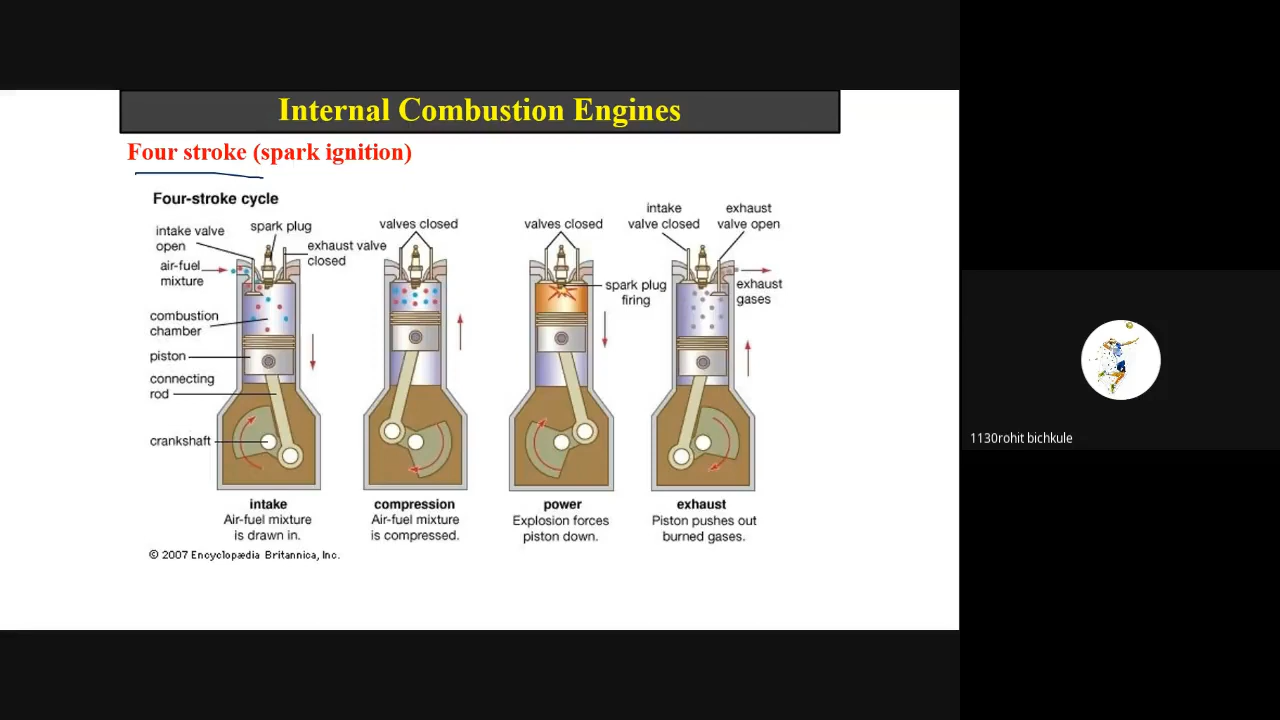 Internal Combustion Engines
Four stroke (spark ignition)
Four-stroke cycle
intake valve
open
spark plug
exhaust valve
closed
air-fuel
mixture
combustion
chamber
piston
connecting
rod
crankshaft
valves closed
valves closed
spark plug
firing
intake
valve closed
exhaust
valve open
exhaust
gases
intake
Air-fuel mixture
is drawn in.
compression
Air-fuel mixture
is compressed.
power
Explosion forces
piston down.
exhaust
Piston pushes out
burned gases.
© 2007 Encyclopædia Britannica, Inc.
1130rohit bichkule